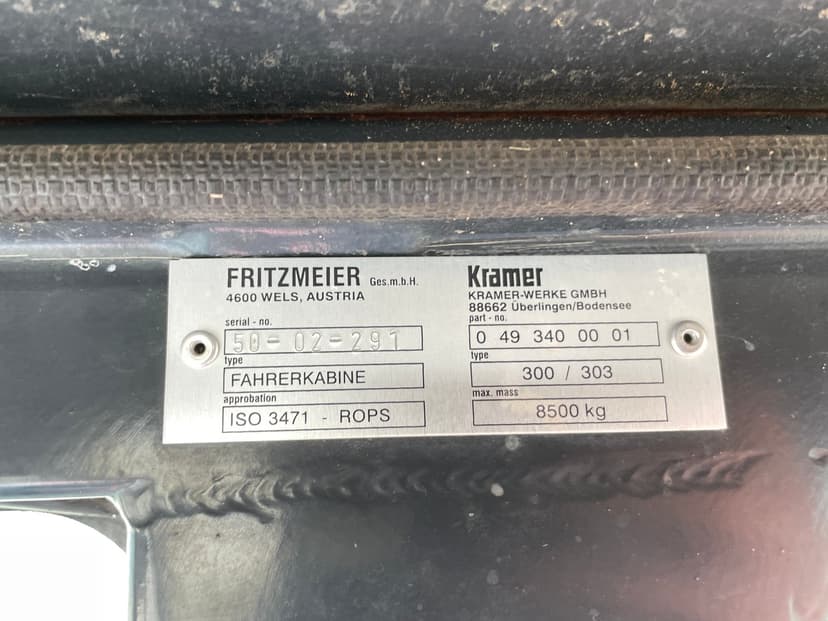 FRITZMEIER Ges.m.b.H.
4600 WELS, AUSTRIA
serial - no.
50-02-291
type
FAHRERKABINE
approbation
ISO 3471 - ROPS
Kramer
KRAMER-WERKE GMBH
88662 Überlingen/Bodensee
part - no.
0 49 340 00 01
type
300 / 303
max. mass
8500 kg